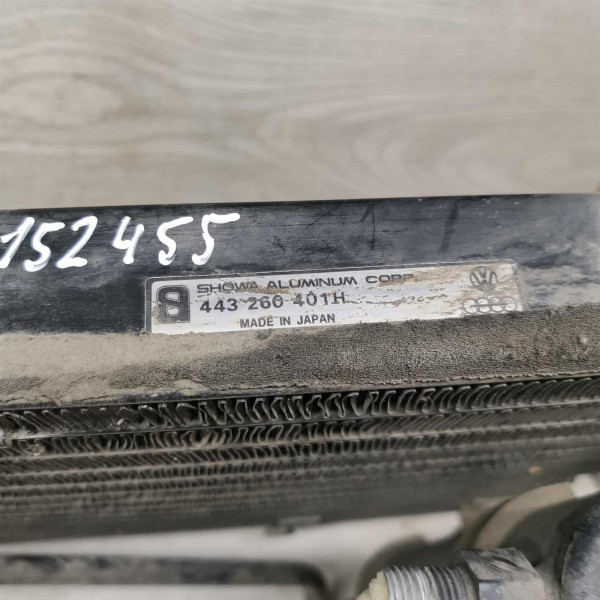 152455
SHOWA ALUMINUM CORP
443 260 401H
MADE IN JAPAN